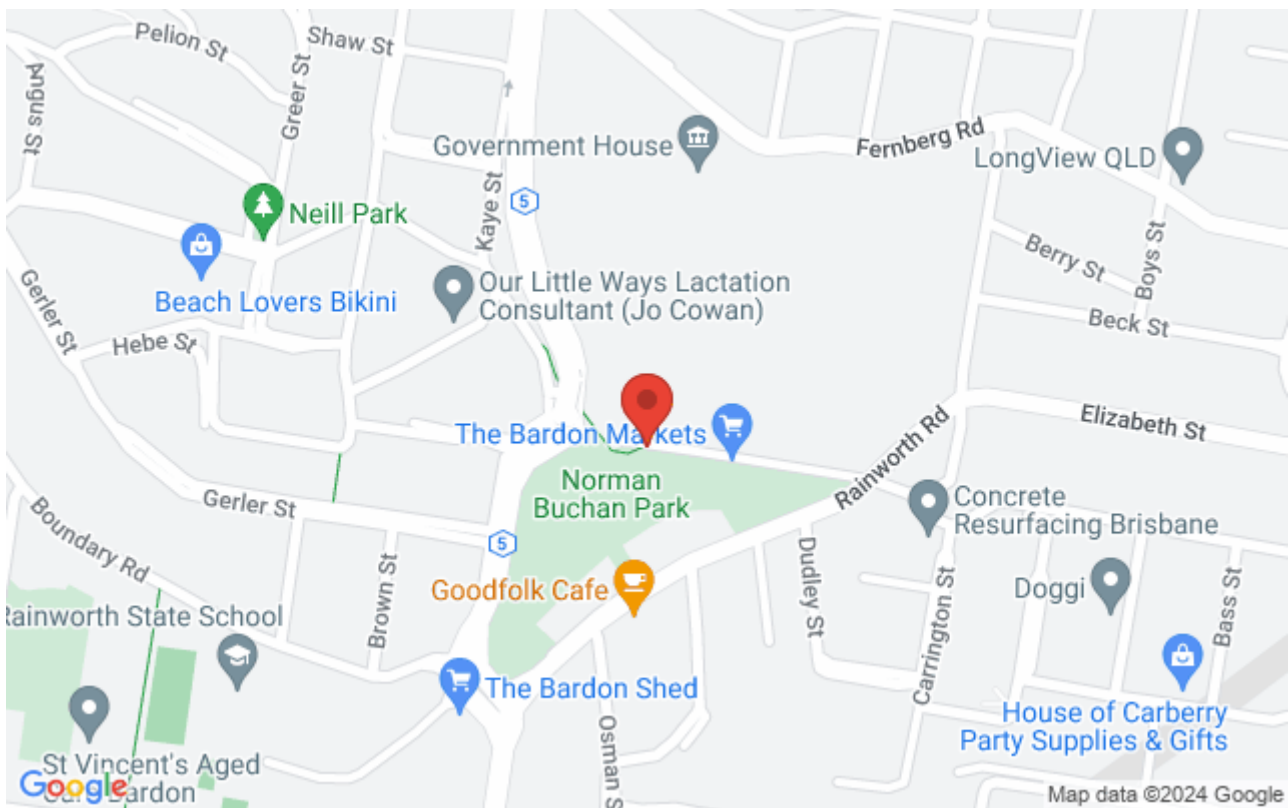 Pelion St
Shaw St
Angus St
Greer St
Government House
Fernberg Rd
LongView QLD
Kaye St
5
Neill Park
Boys St
Berry St
Beach Lovers Bikini
Our Little Ways Lactation
Consultant (Jo Cowan)
Gerler St
Hebe St
Beck St
The Bardon Markets
Elizabeth St
Norman
Buchan Park
Rainworth Rd
Gerler St
Concrete
Resurfacing Brisbane
Boundary Rd
5
Brown St
Goodfolk Cafe
Dudley St
Carrington St
Doggi
Bass St
Rainworth State School
The Bardon Shed
Osman S
House of Carberry
Party Supplies & Gifts
St Vincent's Aged
Care Bardon
Google
Map data ©2024 Google